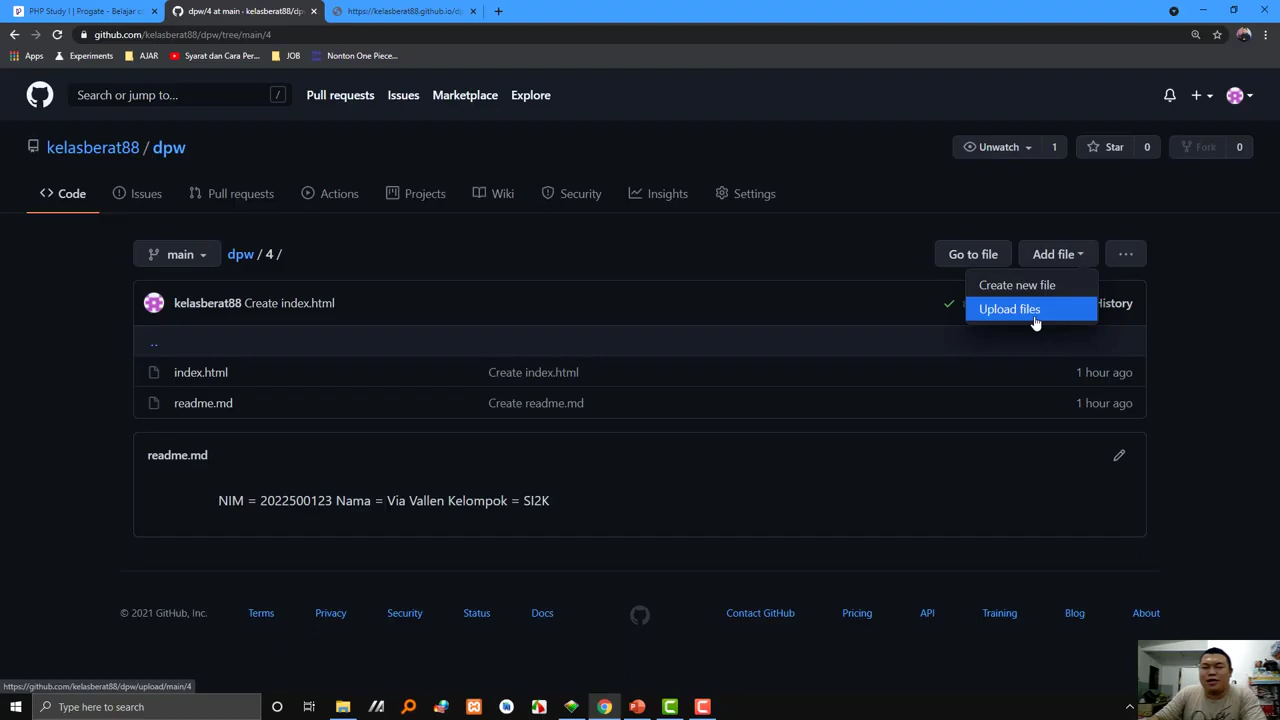 PHP Study I | Progate - Belajar
dpw/4 at main · kelasberat88/dp
https://kelasberat88.github.io/d
github.com/kelasberat88/dpw/tree/main/4
Apps
Experiments
AJAR
Syarat dan Cara Per...
JOB
Nonton One Piece...
Search or jump to...
/
Pull requests
Issues
Marketplace
Explore
kelasberat88 / dpw
Unwatch
1
Star
0
Fork
0
Code
Issues
Pull requests
Actions
Projects
Wiki
Security
Insights
Settings
main
dpw / 4 /
Go to file
Add file
...
Create new file
Upload files
kelasberat88 Create index.html
History
..
index.html
Create index.html
1 hour ago
readme.md
Create readme.md
1 hour ago
readme.md
NIM = 2022500123 Nama = Via Vallen Kelompok = SI2K
© 2021 GitHub, Inc.
Terms
Privacy
Security
Status
Docs
Contact GitHub
Pricing
API
Training
Blog
About
https://github.com/kelasberat88/dpw/upload/main/4
Type here to search